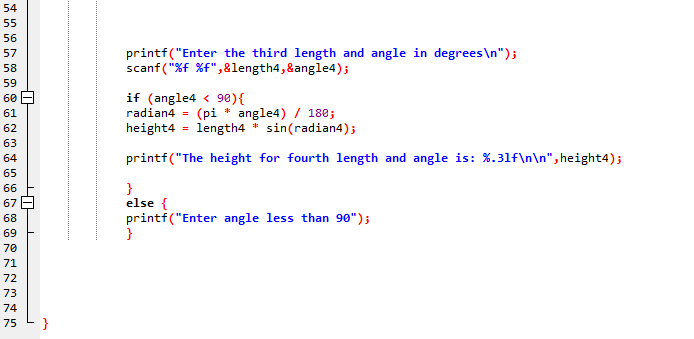 54
55
56
57 printf("Enter the third length and angle in degrees\n");
58 scanf("%f %f",&length4,&angle4);
59
60 if (angle4 < 90){
61 radian4 = (pi * angle4) / 180;
62 height4 = length4 * sin(radian4);
63
64 printf("The height for fourth length and angle is: %.3lf\n\n",height4);
65
66 }
67 else {
68 printf("Enter angle less than 90");
69 }
70
71
72
73
74
75 }